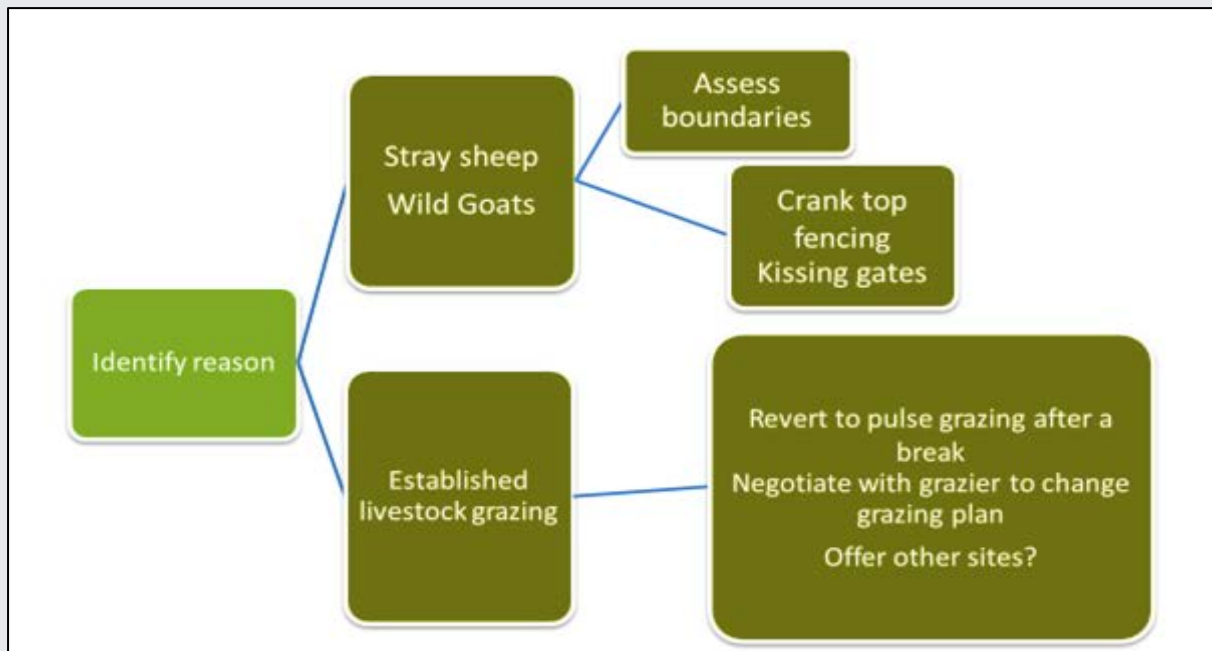 Identify reason
Stray sheep
Wild Goats
Assess
boundaries
Crank top
fencing
Kissing gates
Established
livestock grazing
Revert to pulse grazing after a
break
Negotiate with grazier to change
grazing plan
Offer other sites?